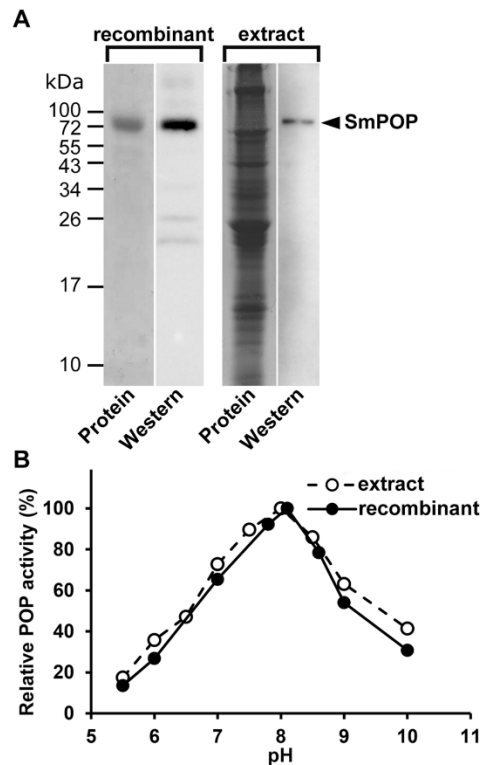 A
recombinant extract
kDa
100
72
55
43
34
26
17
10
SmPOP
Protein Western Protein Western
B
extract
recombinant
Relative POP activity (%)
100
80
60
40
20
0
5 6 7 8 9 10 11
pH